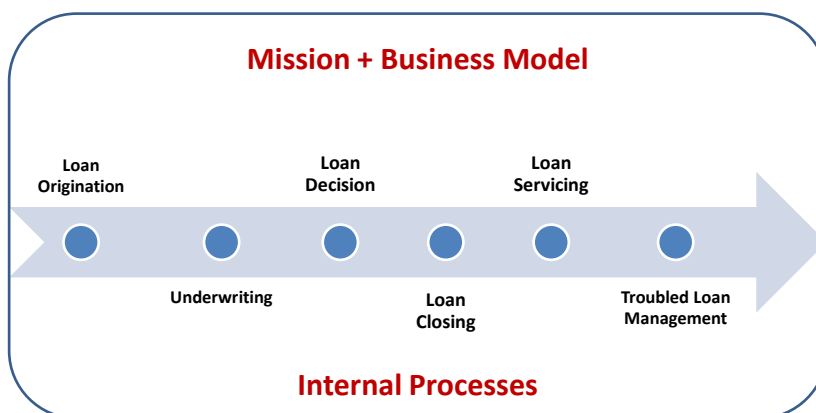 Mission + Business Model
Loan
Origination
Underwriting
Loan
Decision
Loan
Closing
Loan
Servicing
Troubled Loan
Management
Internal Processes